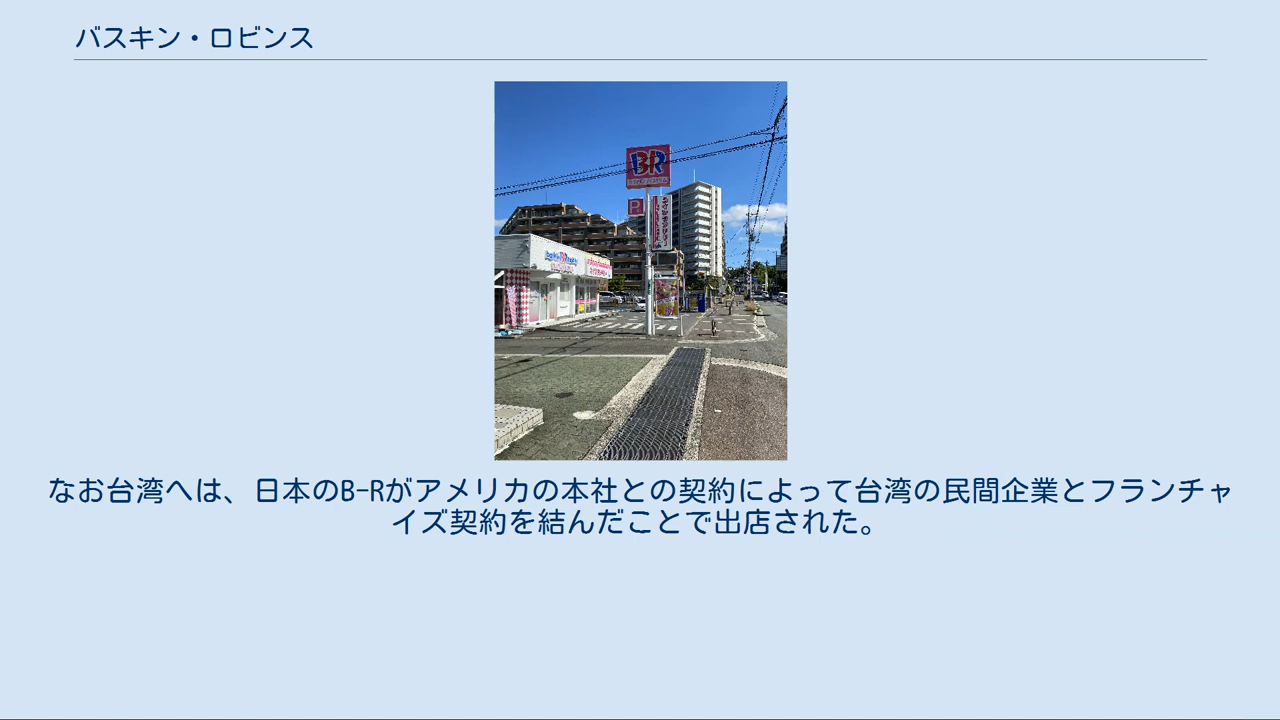 バスキン・ロビンス
BR
P
なお台湾へは、日本のB-Rがアメリカの本社との契約によって台湾の民間企業とフランチャ
イズ契約を結んだことで出店された。